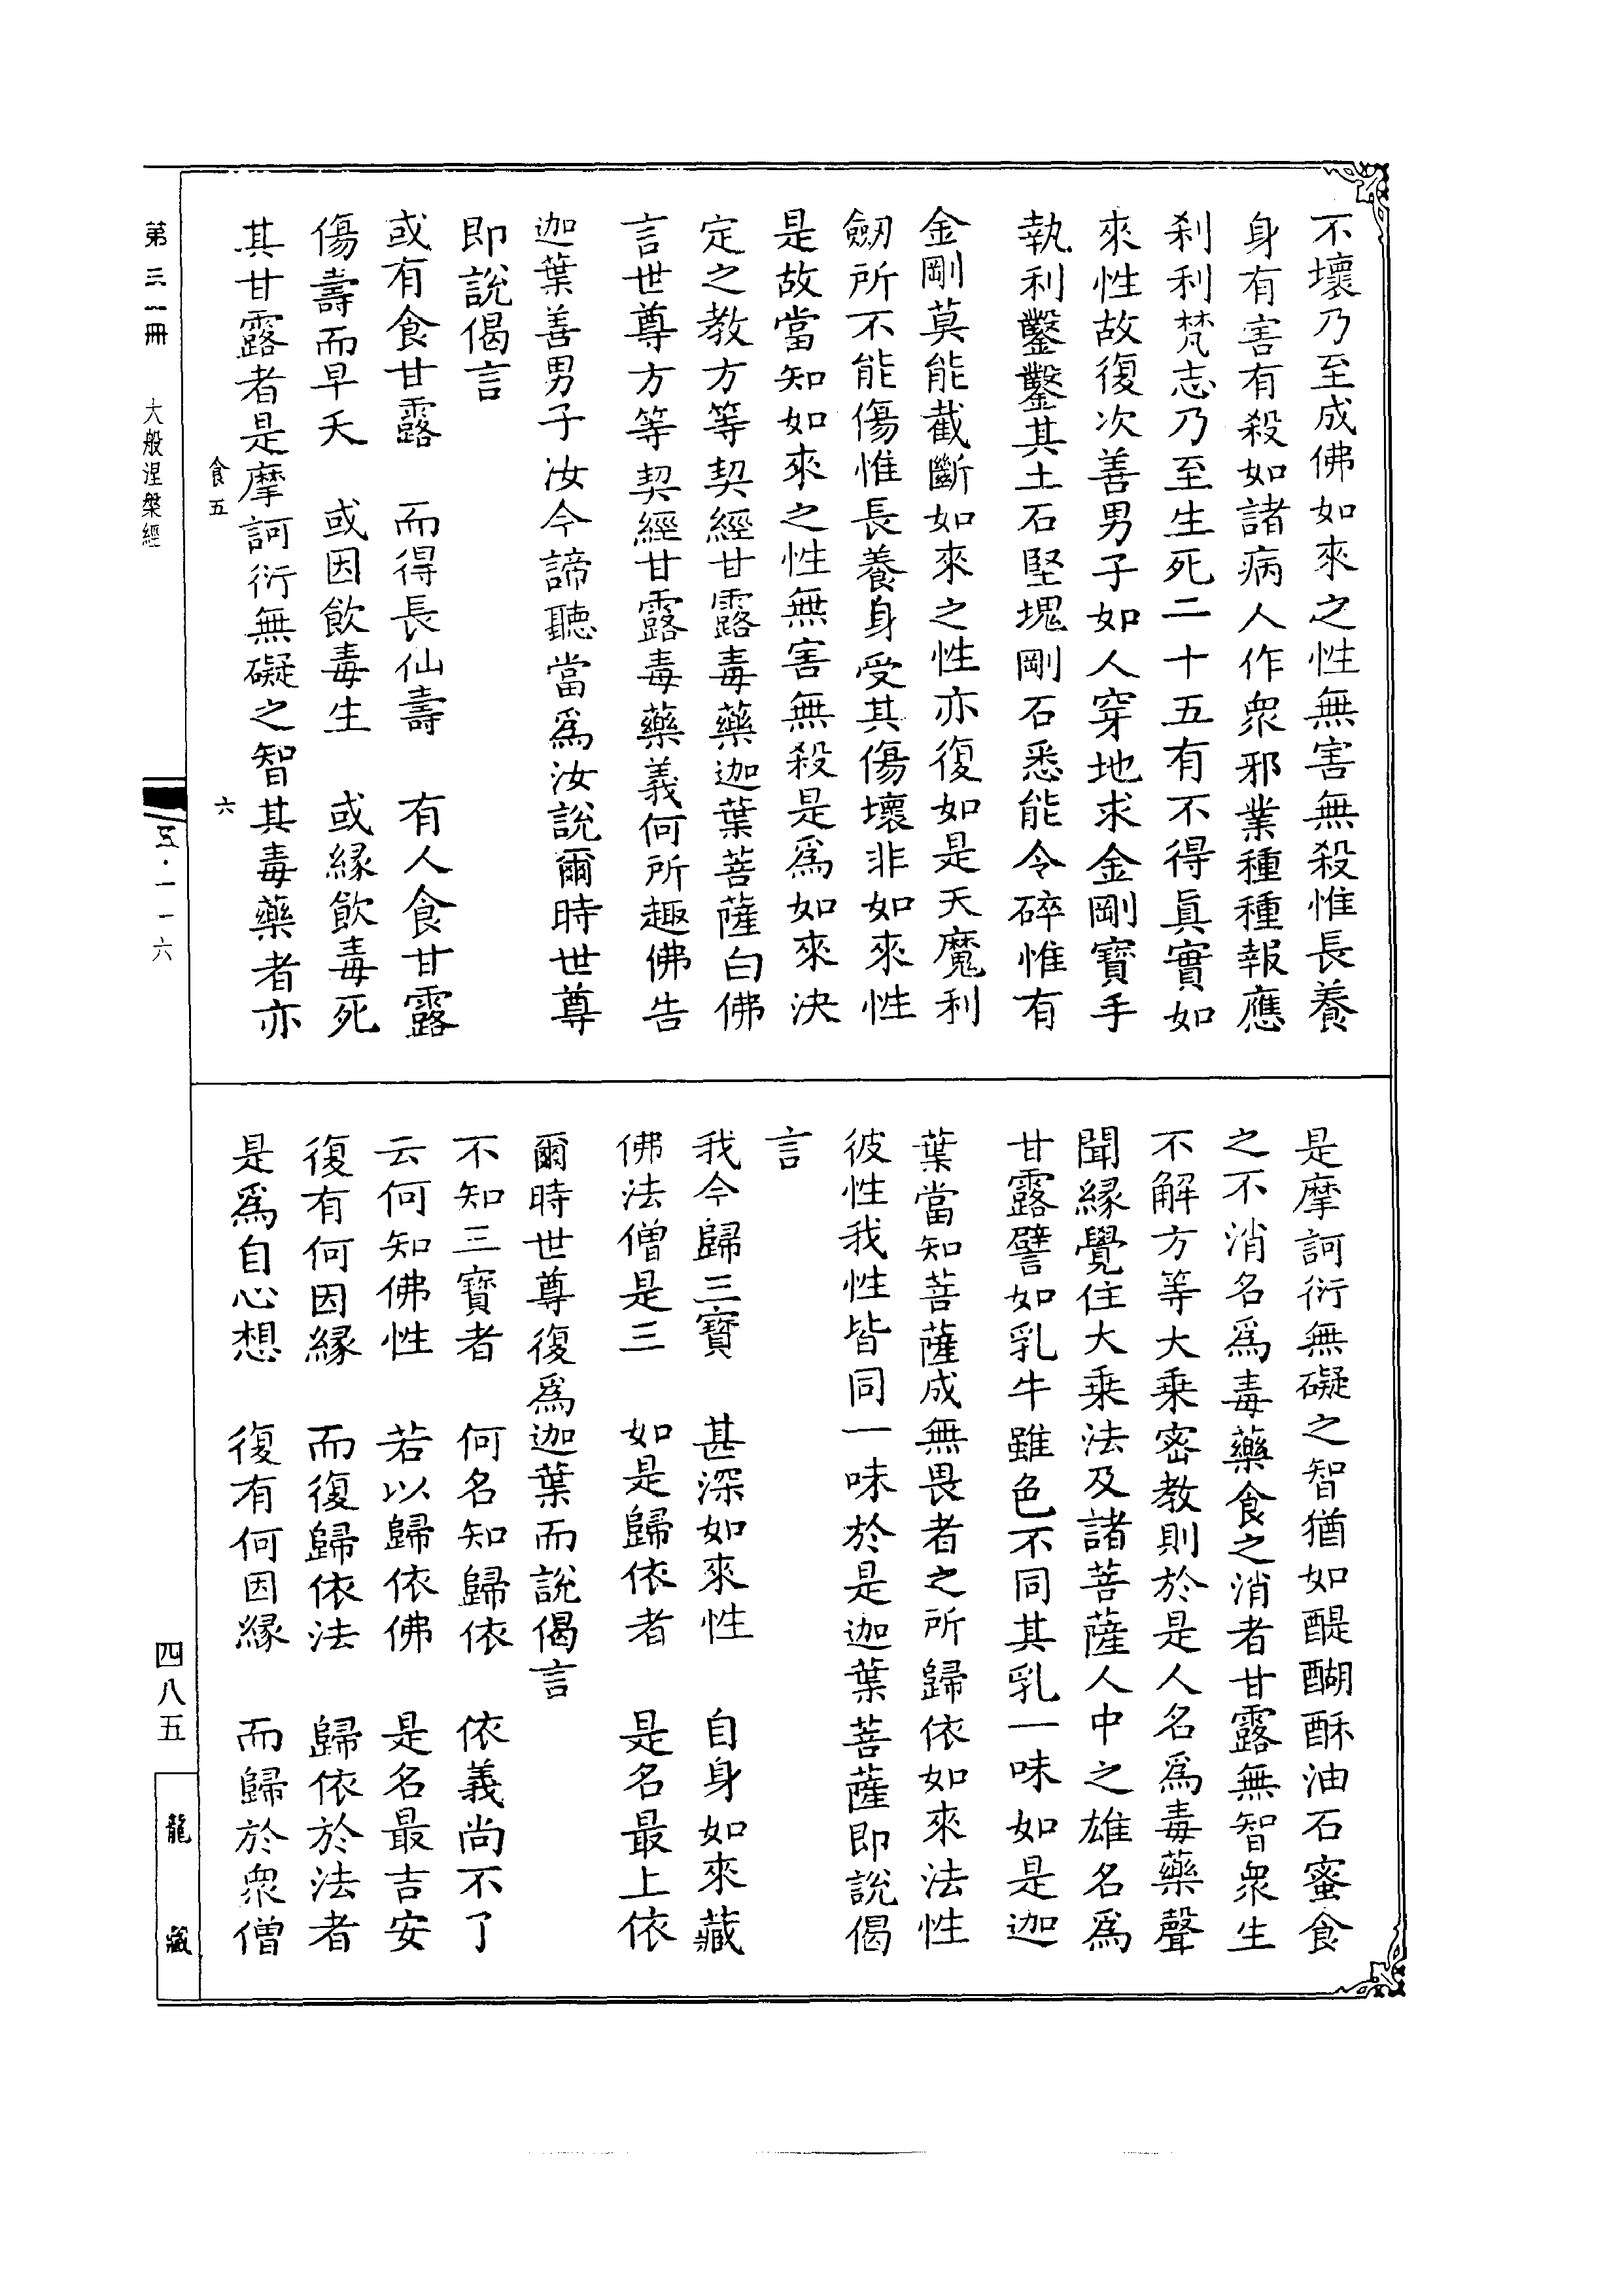 不壞乃至成佛如來之性無害無殺惟長養
身有害有殺如諸病人作衆邪業種種報應
刹利梵志乃至生死二十五有不得眞實如
來性故復次善男子如人穿地求金剛寶手
執利鑿鑿其土石堅塊剛石悉能令碎惟有
金剛莫能截斷如來之性亦復如是天魔利
劒所不能傷惟長養身受其傷壞非如來性
是故當知如來之性無害無殺是爲如來決
定之教方等契經甘露毒藥迦葉菩薩白佛
言世尊方等契經甘露毒藥義何所趣佛告
迦葉善男子汝今諦聽當爲汝說爾時世尊
即說偈言
或有食甘露　而得長仙壽　有人食甘露
傷壽而早夭　或因飲毒生　或緣飲毒死
其甘露者是摩訶衍無礙之智其毒藥者亦
食五　六
是摩訶衍無礙之智猶如醍醐酥油石蜜食
之不消名爲毒藥食之消者甘露無智衆生
不解方等大乘密教則於是人名爲毒藥聲
聞緣覺住大乘法及諸菩薩人中之雄名爲
甘露譬如乳牛雖色不同其乳一味如是迦
葉當知菩薩成無畏者之所歸依如來法性
彼性我性皆同一味於是迦葉菩薩即說偈
言
我今歸三寶　甚深如來性　自身如來藏
佛法僧是三　如是歸依者　是名最上依
爾時世尊復爲迦葉而說偈言
不知三寶者　何名知歸依　依義尚不了
云何知佛性　若以歸依佛　是名最吉安
復有何因緣　而復歸依法　歸依於法者
是爲自心想　復有何因緣　而歸於衆僧
第三一冊　大般涅槃經　五·一一六　四八五　龍藏